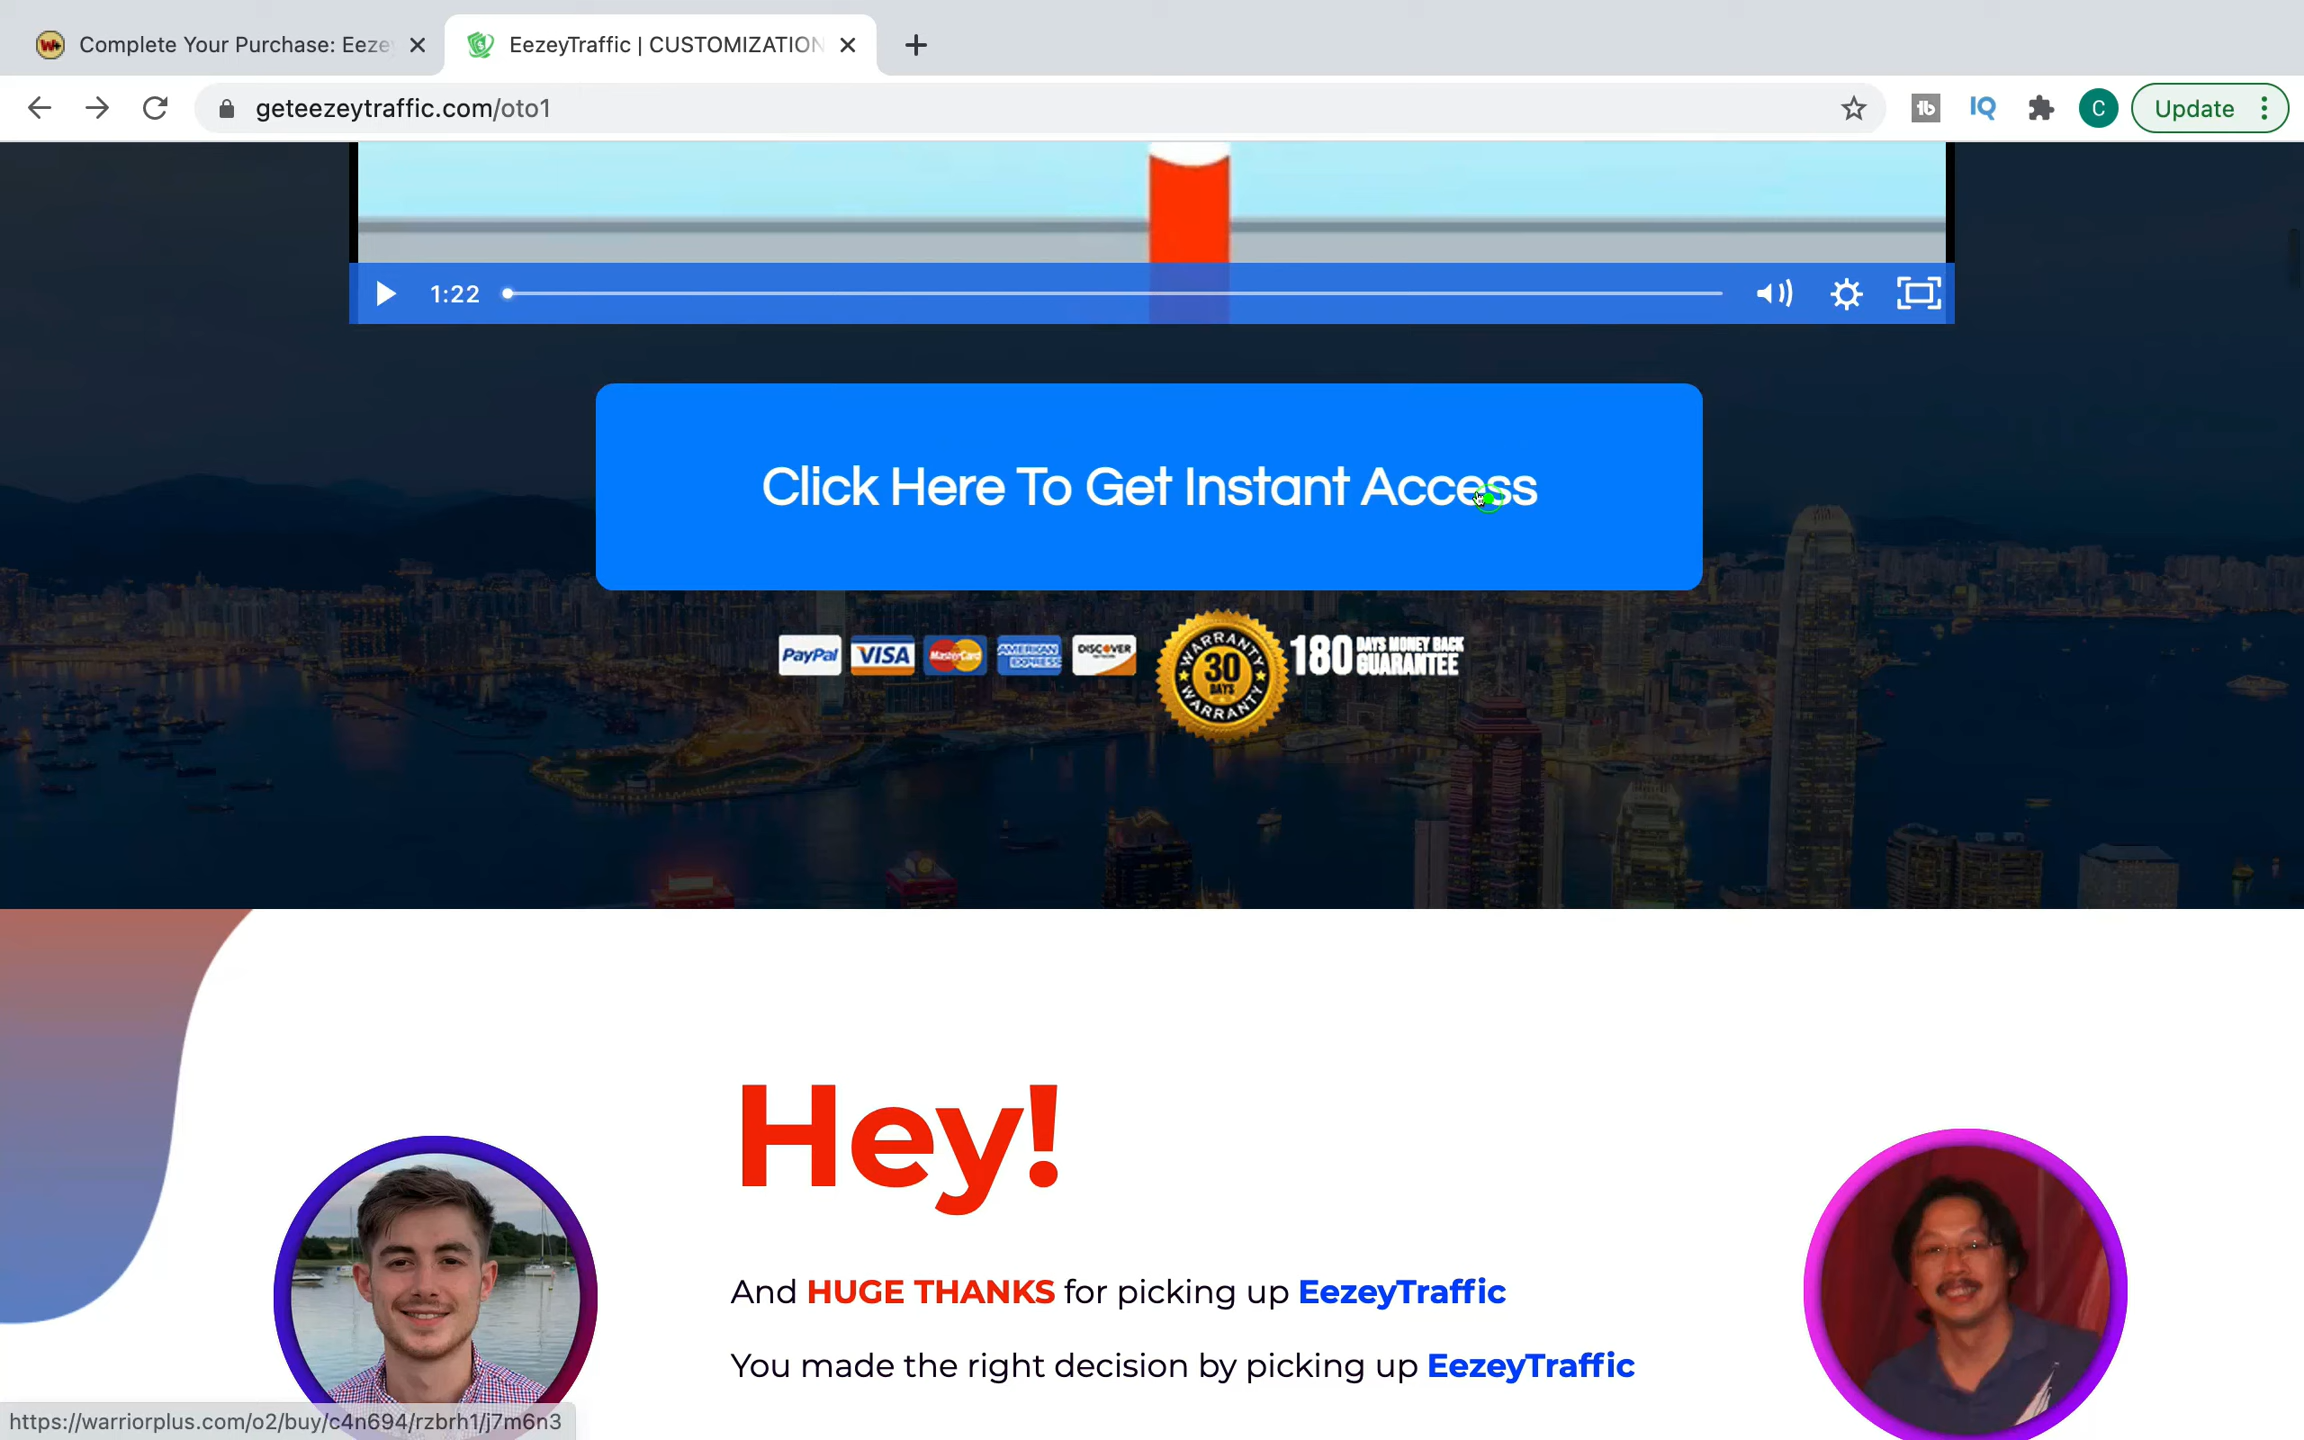 Complete Your Purchase: Eeze
EezeyTraffic | CUSTOMIZATION
geteezeytraffic.com/oto1
tb
IQ
C
Update
1:22
Click Here To Get Instant Access
PayPal
VISA
MasterCard
AMERICAN EXPRESS
DISCOVER
WARRANTY
30
DAYS
WARRANTY
180 DAYS MONEY BACK
GUARANTEE
Hey!
And HUGE THANKS for picking up EezeyTraffic
You made the right decision by picking up EezeyTraffic
https://warriorplus.com/o2/buy/c4n694/rzbrh1/j7m6n3